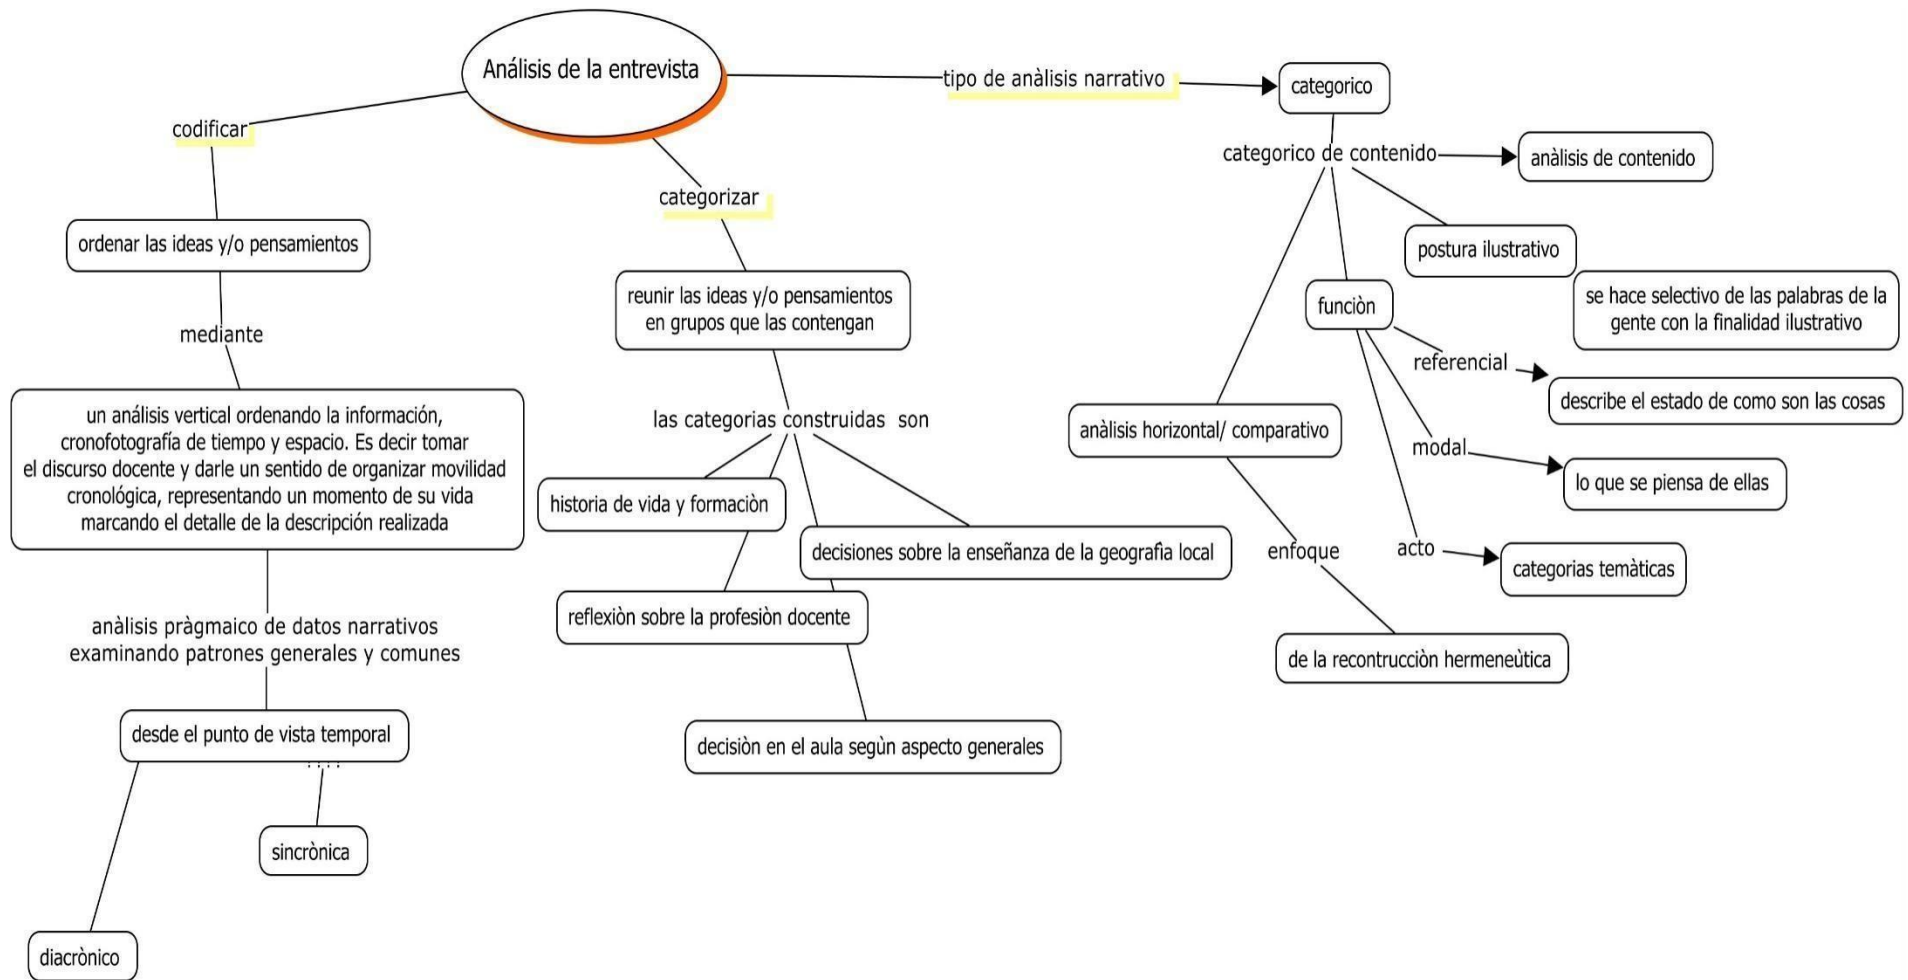 Análisis de la entrevista
tipo de anàlisis narrativo
categorico
codificar
categorico de contenido
anàlisis de contenido
categorizar
ordenar las ideas y/o pensamientos
postura ilustrativo
reunir las ideas y/o pensamientos
en grupos que las contengan
funciòn
se hace selectivo de las palabras de la
gente con la finalidad ilustrativo
mediante
referencial
describe el estado de como son las cosas
un análisis vertical ordenando la información,
cronofotografía de tiempo y espacio. Es decir tomar
el discurso docente y darle un sentido de organizar movilidad
cronológica, representando un momento de su vida
marcando el detalle de la descripción realizada
las categorias construidas son
anàlisis horizontal/ comparativo
modal
lo que se piensa de ellas
historia de vida y formaciòn
decisiones sobre la enseñanza de la geografìa local
enfoque
acto
categorias temàticas
anàlisis pràgmaico de datos narrativos
examinando patrones generales y comunes
reflexiòn sobre la profesiòn docente
de la recontrucciòn hermeneùtica
desde el punto de vista temporal
decisiòn en el aula segùn aspecto generales
sincrònica
diacrònico